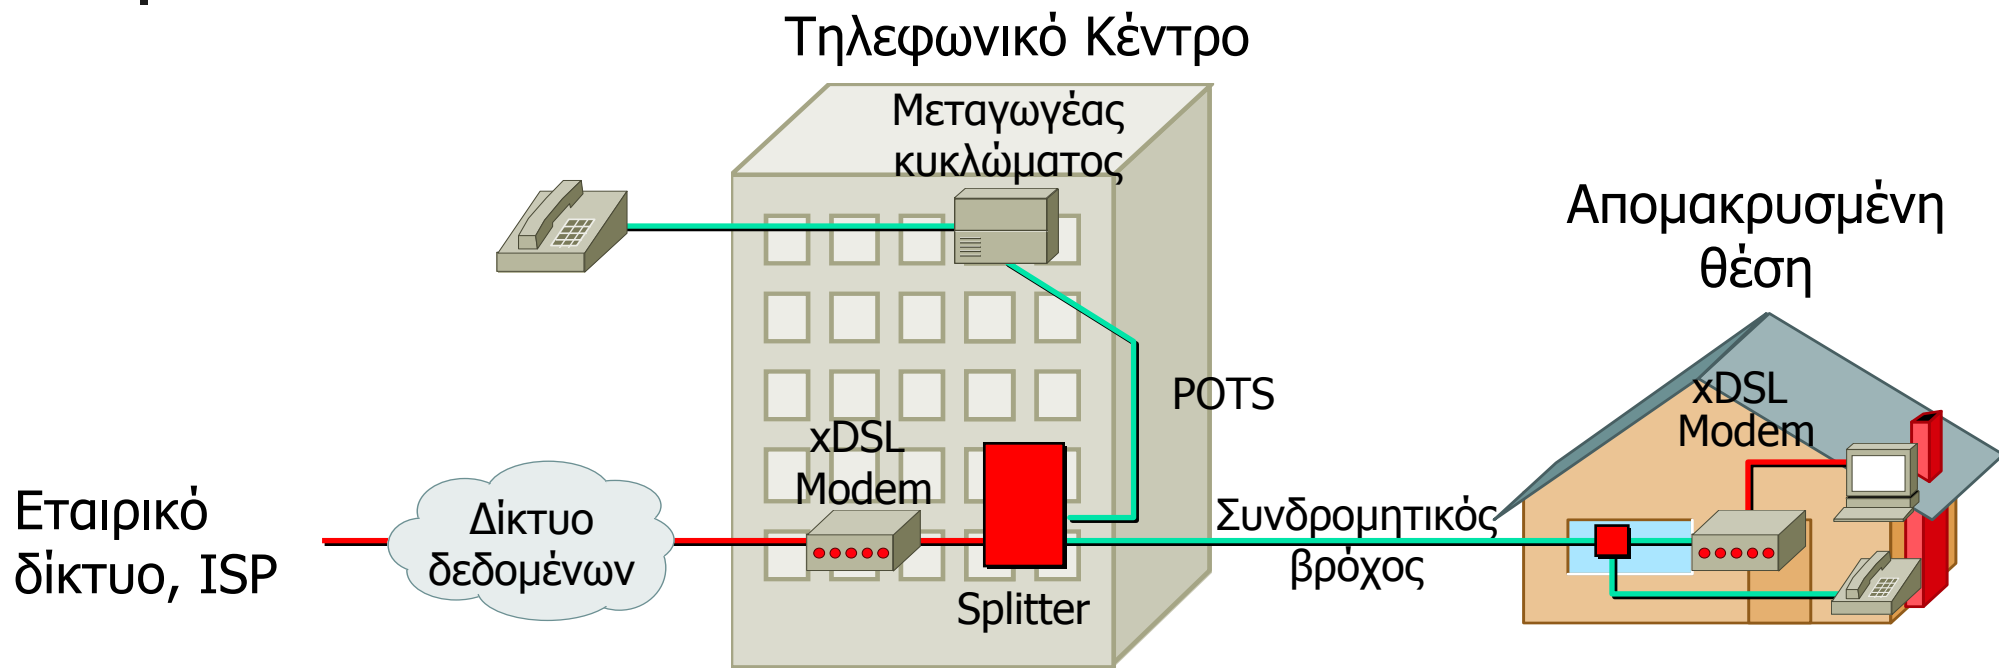 Τηλεφωνικό Κέντρο
Μεταγωγέας
κυκλώματος
Απομακρυσμένη
θέση
POTS
xDSL
Modem
xDSL
Modem
Εταιρικό
δίκτυο, ISP
Δίκτυο
δεδομένων
Συνδρομητικός
βρόχος
Splitter